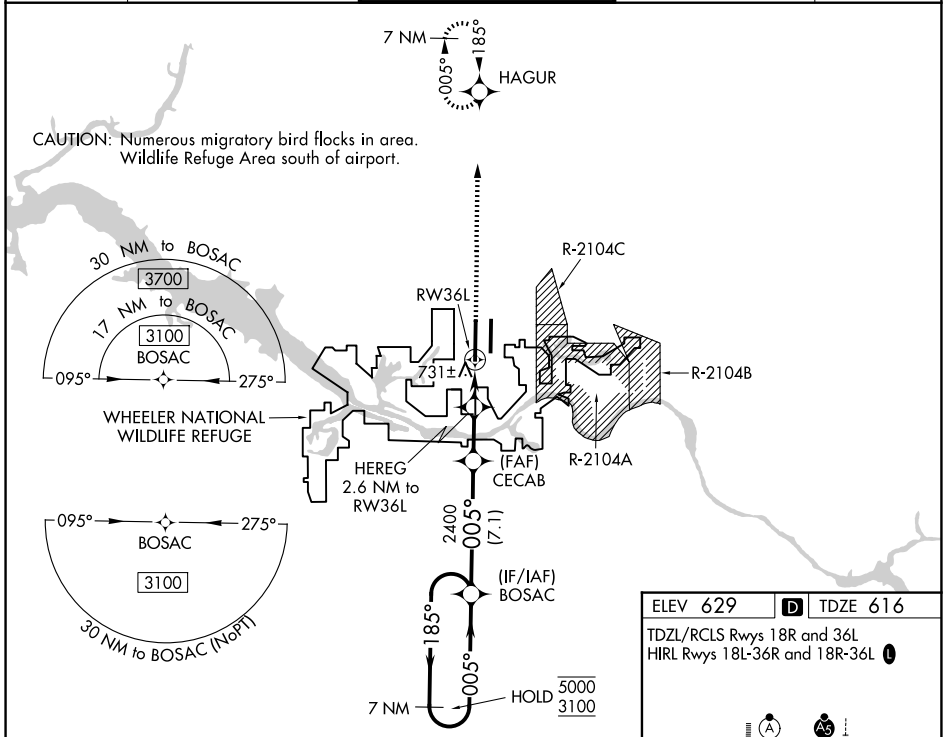 7 NM
005°
185°
HAGUR
CAUTION: Numerous migratory bird flocks in area.
Wildlife Refuge Area south of airport.
30 NM to BOSAC
3700
17 NM to BOSAC
3100
BOSAC
095°
275°
RW36L
731±
R-2104C
R-2104B
R-2104A
WHEELER NATIONAL
WILDLIFE REFUGE
HEREG
2.6 NM to
RW36L
(FAF)
CECAB
2400
005°
(7.1)
095°
275°
BOSAC
3100
30 NM to BOSAC (NoPT)
(IF/IAF)
BOSAC
185°
005°
7 NM
HOLD
5000
3100
ELEV 629
D
TDZE 616
TDZL/RCLS Rwys 18R and 36L
HIRL Rwys 18L-36R and 18R-36L L
A
A5